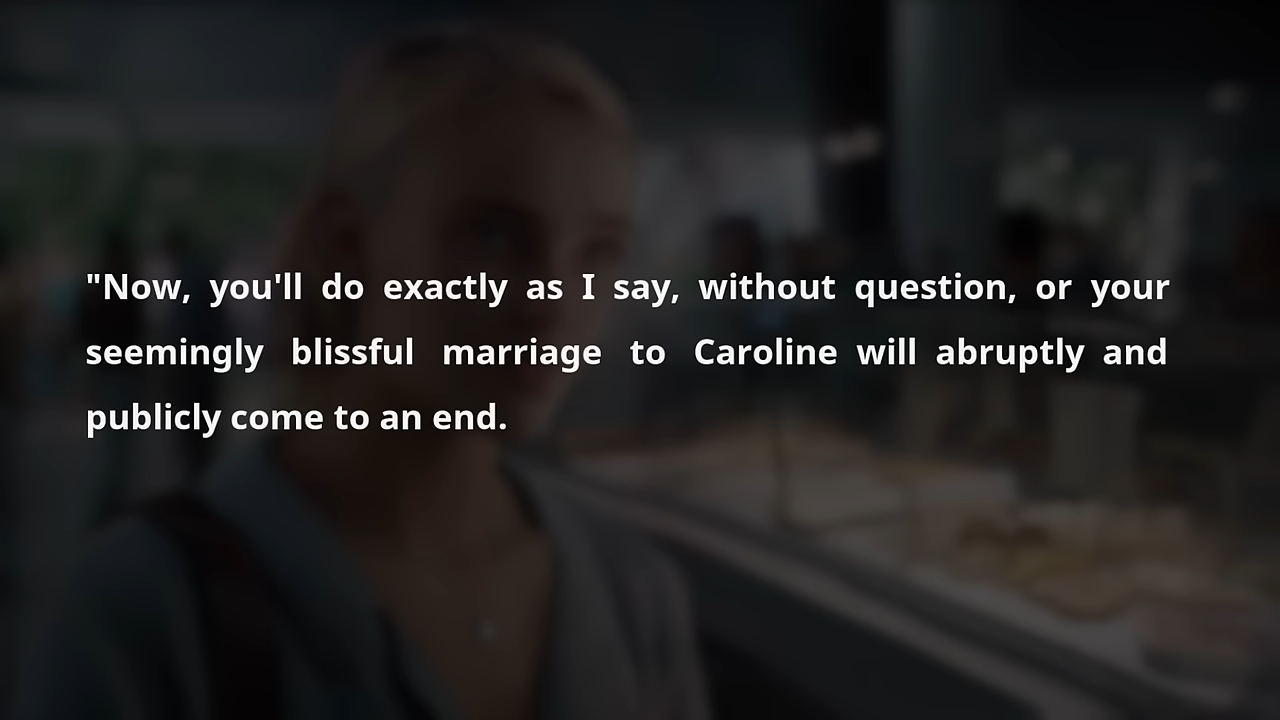 "Now, you'll do exactly as I say, without question, or your
seemingly blissful marriage to Caroline will abruptly and
publicly come to an end.